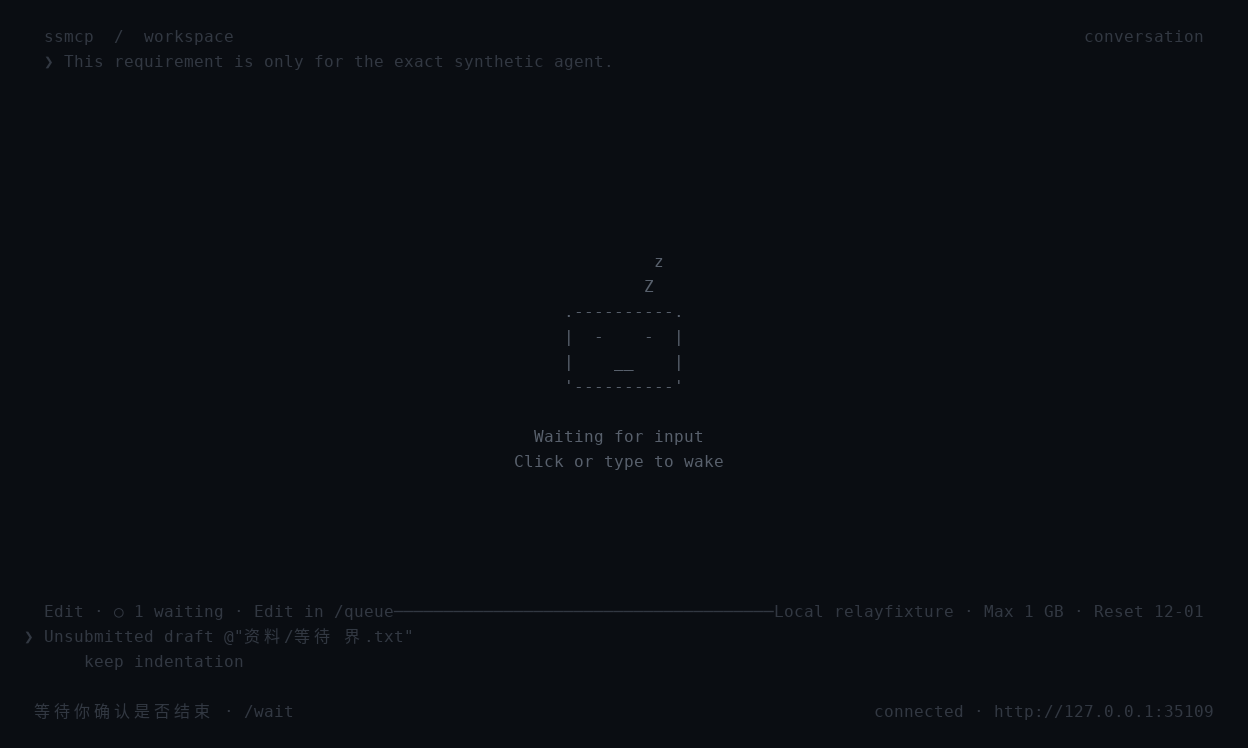 ssmcp / workspace conversation
❯ This requirement is only for the exact synthetic agent.
z
Z
.----------.
|  -    -  |
|    __    |
'----------'
Waiting for input
Click or type to wake
Edit · ○ 1 waiting · Edit in /queue──────────────────────────────────────Local relayfixture · Max 1 GB · Reset 12-01
❯ Unsubmitted draft @"资料/等待 界.txt"
keep indentation
等待你确认是否结束 · /wait connected · http://127.0.0.1:35109